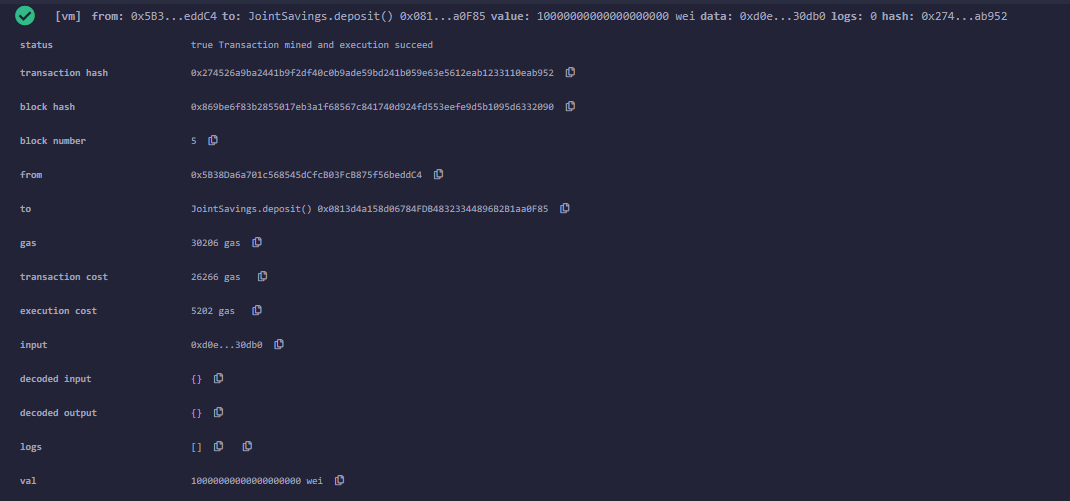 [vm] from: 0x5B3...eddC4 to: JointSavings.deposit() 0x081...a0F85 value: 10000000000000000000 wei data: 0xd0e...30db0 logs: 0 hash: 0x274...ab952
status true Transaction mined and execution succeed
transaction hash 0x274526a9ba2441b9f2df40c0b9ade59bd241b059e63e5612eab1233110eab952
block hash 0x869be6f83b2855017eb3a1f68567c841740d924fd553eefe9d5b1095d6332090
block number 5
from 0x5B38Da6a701c568545dCfcB03FcB875f56beddC4
to JointSavings.deposit() 0x0813d4a158d06784FDB48323344896B2B1aa0F85
gas 30206 gas
transaction cost 26266 gas
execution cost 5202 gas
input 0xd0e...30db0
decoded input {}
decoded output {}
logs []
val 10000000000000000000 wei